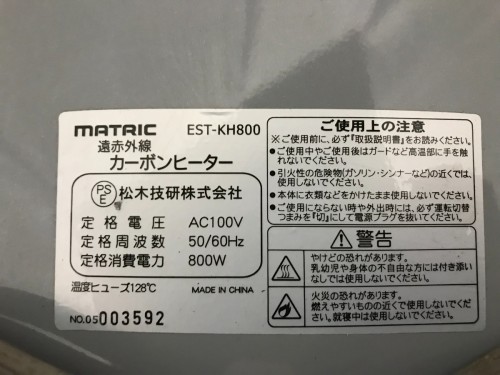 MATRIC EST-KH800
遠赤外線
カーボンヒーター
PSE 松木技研株式会社
定格電圧 AC100V
定格周波数 50/60Hz
定格消費電力 800W
温度ヒューズ128℃ MADE IN CHINA
NO.05 003592
ご使用上の注意
※ご使用前に、必ず『取扱説明書』をお読みください。
●ご使用中やご使用後はガードなど高温部に手を
触れないでください。
●引火性の危険物(ガソリン・シンナーなど)の近くでは、
使用しないでください。
●本体に衣類などをかけたまま使用しないでください。
●ご使用にならない時や外出時には、必ず運転切替
つまみを「切」にして電源プラグを抜いてください。
警告
やけどの恐れがあります。
乳幼児や身体の不自由な方には付き添い
なしでは使用しないでください。
火災の恐れがあります。
燃えやすいものの近くで使用しないでくだ
さい。就寝中は使用しないでください。